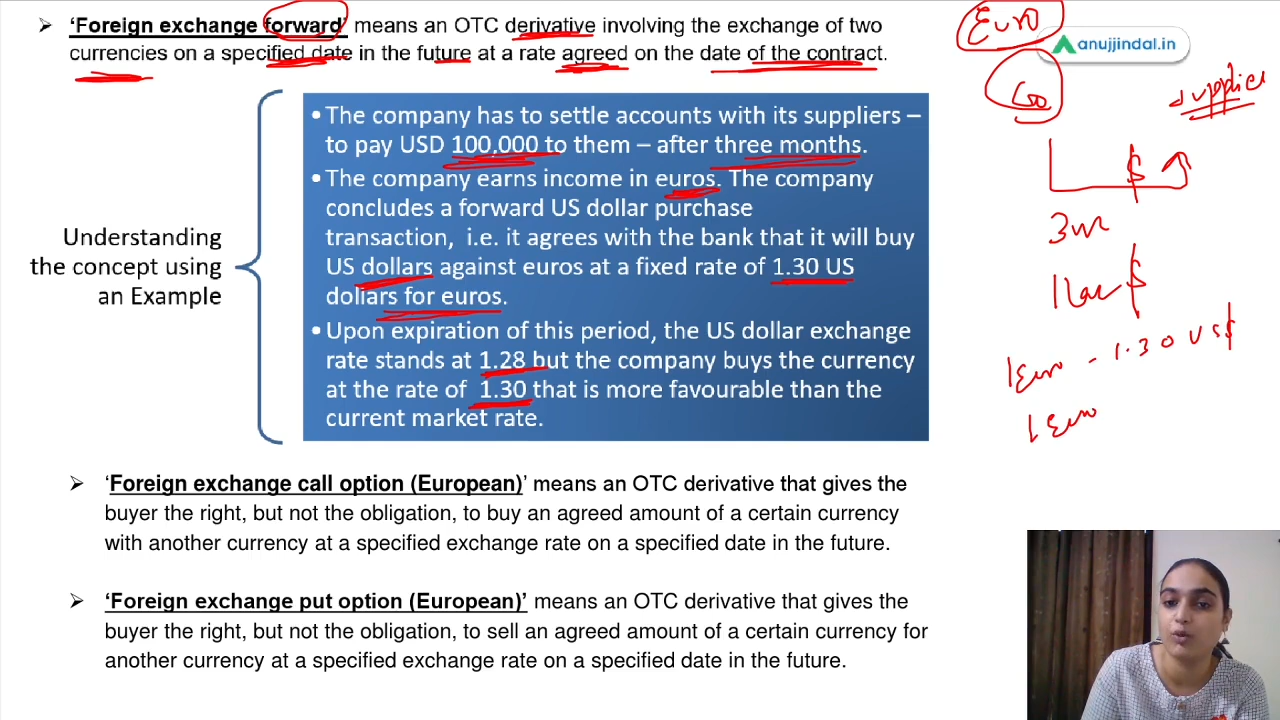 ‘Foreign exchange forward’ means an OTC derivative involving the exchange of two
currencies on a specified date in the future at a rate agreed on the date of the contract.
Euro
anujjindal.in
Co
supplier
$
3m
1 Lac $
1 Euro - 1.30 US$
1 Euro
Understanding
the concept using
an Example
• The company has to settle accounts with its suppliers –
to pay USD 100,000 to them – after three months.
• The company earns income in euros. The company
concludes a forward US dollar purchase
transaction, i.e. it agrees with the bank that it will buy
US dollars against euros at a fixed rate of 1.30 US
dollars for euros.
• Upon expiration of this period, the US dollar exchange
rate stands at 1.28 but the company buys the currency
at the rate of 1.30 that is more favourable than the
current market rate.
‘Foreign exchange call option (European)’ means an OTC derivative that gives the
buyer the right, but not the obligation, to buy an agreed amount of a certain currency
with another currency at a specified exchange rate on a specified date in the future.
‘Foreign exchange put option (European)’ means an OTC derivative that gives the
buyer the right, but not the obligation, to sell an agreed amount of a certain currency for
another currency at a specified exchange rate on a specified date in the future.